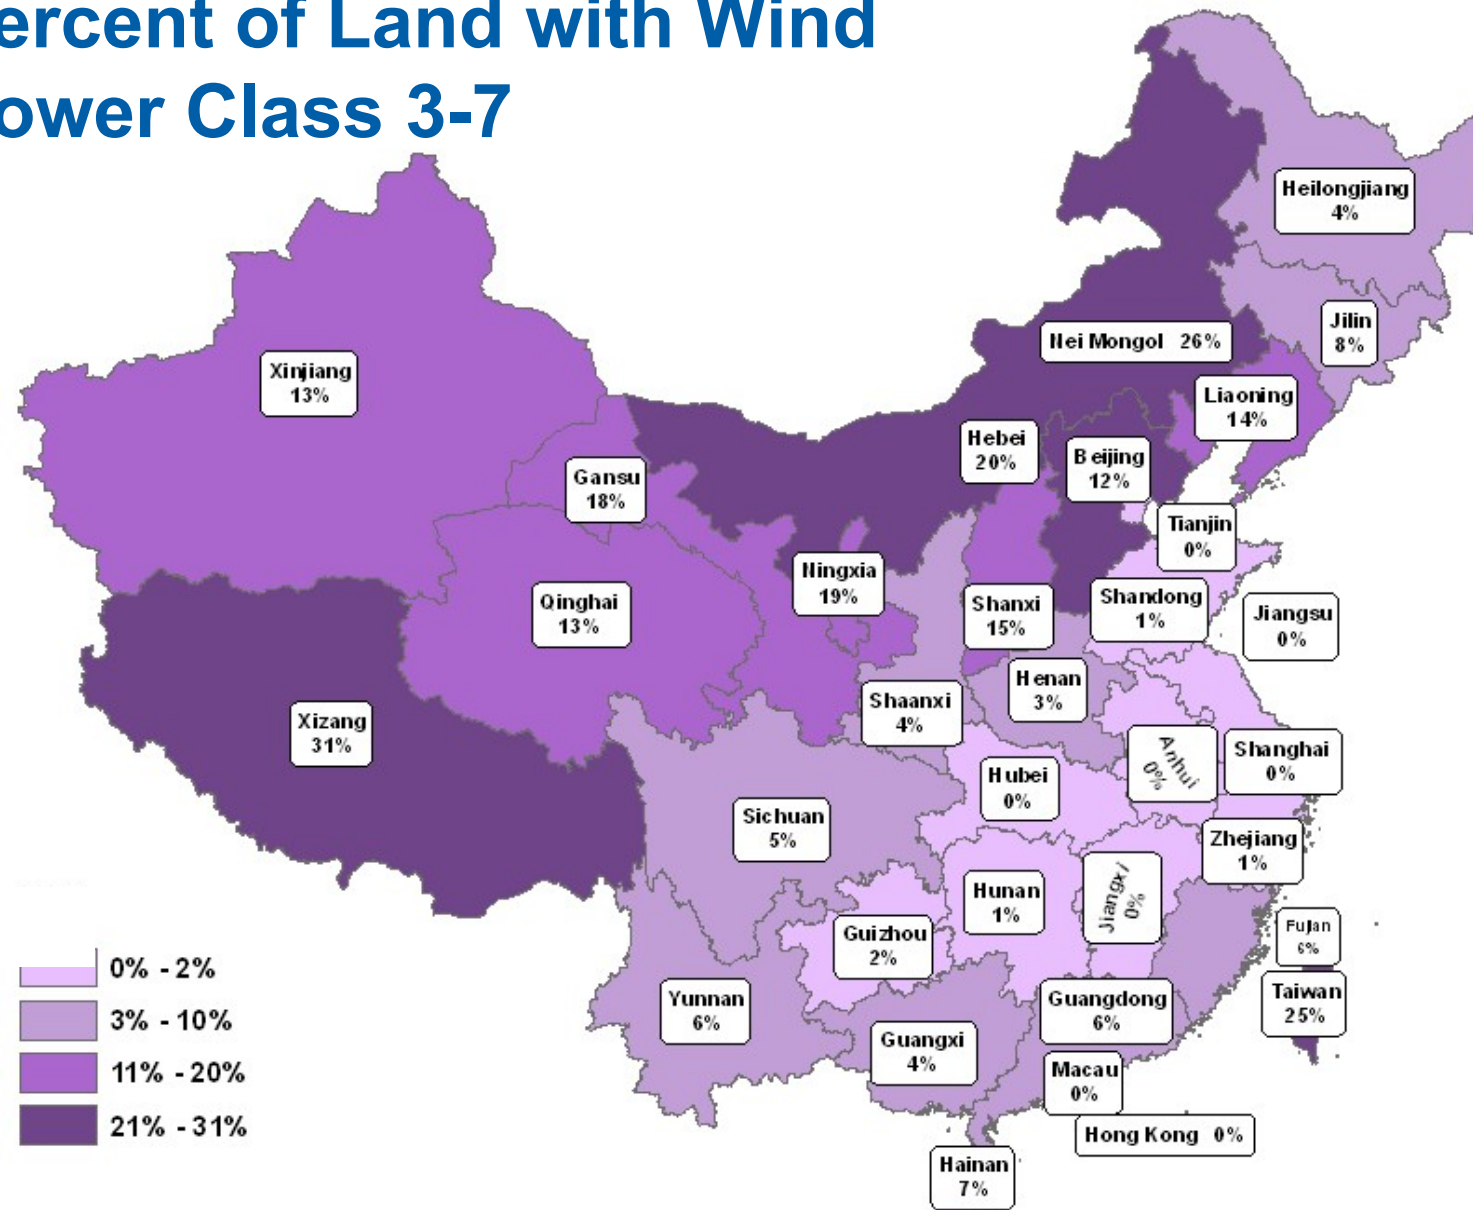 ercent of Land with Wind
ower Class 3-7
Heilongjiang
4%
Jilin
8%
Nei Mongol 26%
Xinjiang
13%
Liaoning
14%
Hebei
20%
Beijing
12%
Gansu
18%
Tianjin
0%
Ningxia
19%
Qinghai
13%
Shanxi
15%
Shandong
1%
Jiangsu
0%
Henan
3%
Shaanxi
4%
Xizang
31%
Anhui
0%
Shanghai
0%
Hubei
0%
Sichuan
5%
Zhejiang
1%
Hunan
1%
Jiangxi
0%
Guizhou
2%
Fujan
6%
Taiwan
25%
Yunnan
6%
Guangdong
6%
Guangxi
4%
Macau
0%
Hong Kong 0%
Hainan
7%
0% - 2%
3% - 10%
11% - 20%
21% - 31%